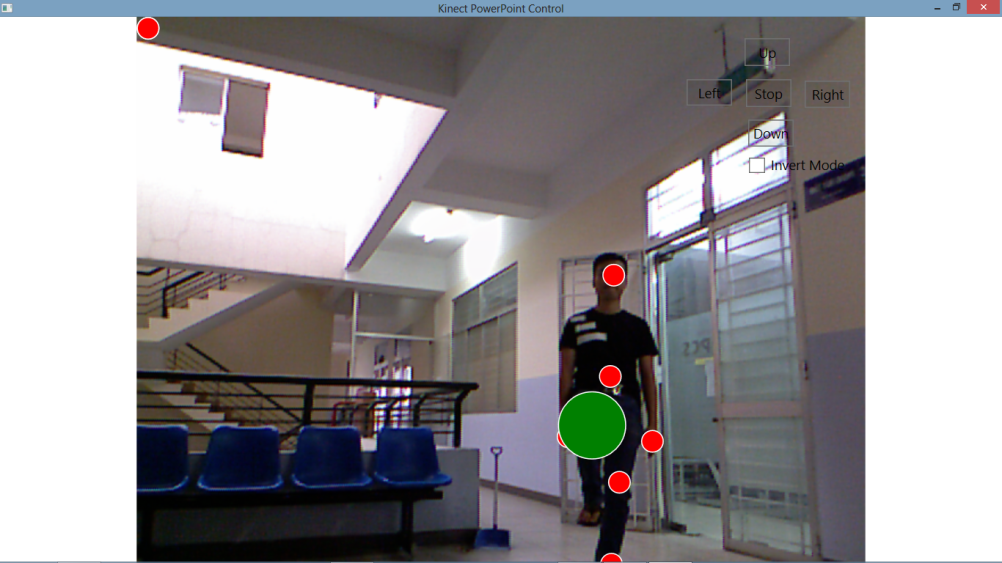 Kinect PowerPoint Control
Up
Left Stop Right
Down
Invert Mode